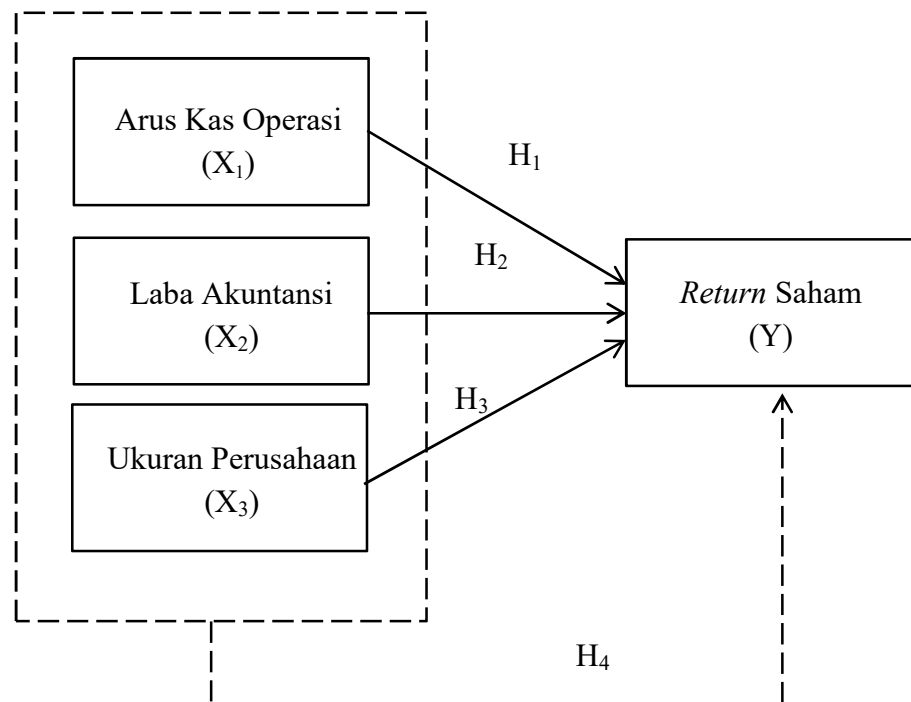 Arus Kas Operasi
(X₁)
H₁
H₂
Laba Akuntansi
(X₂)
Return Saham
(Y)
H₃
Ukuran Perusahaan
(X₃)
H₄